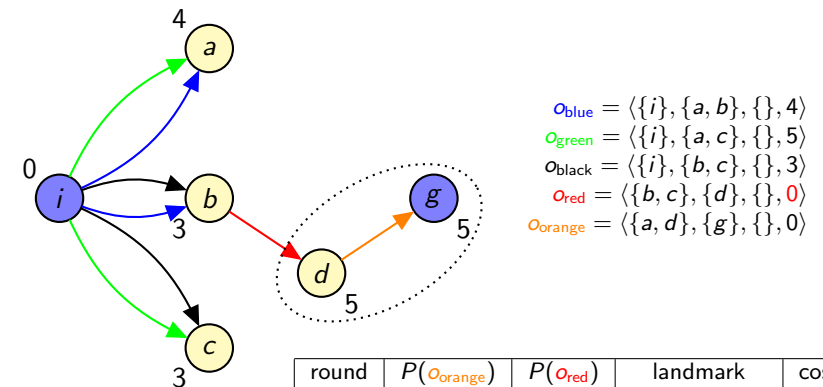 4
a
o_blue = ⟨{i}, {a, b}, {}, 4⟩
o_green = ⟨{i}, {a, c}, {}, 5⟩
o_black = ⟨{i}, {b, c}, {}, 3⟩
o_red = ⟨{b, c}, {d}, {}, 0⟩
o_orange = ⟨{a, d}, {g}, {}, 0⟩
0
i
b
3
g
5
d
5
c
3
round P(o_orange) P(o_red) landmark